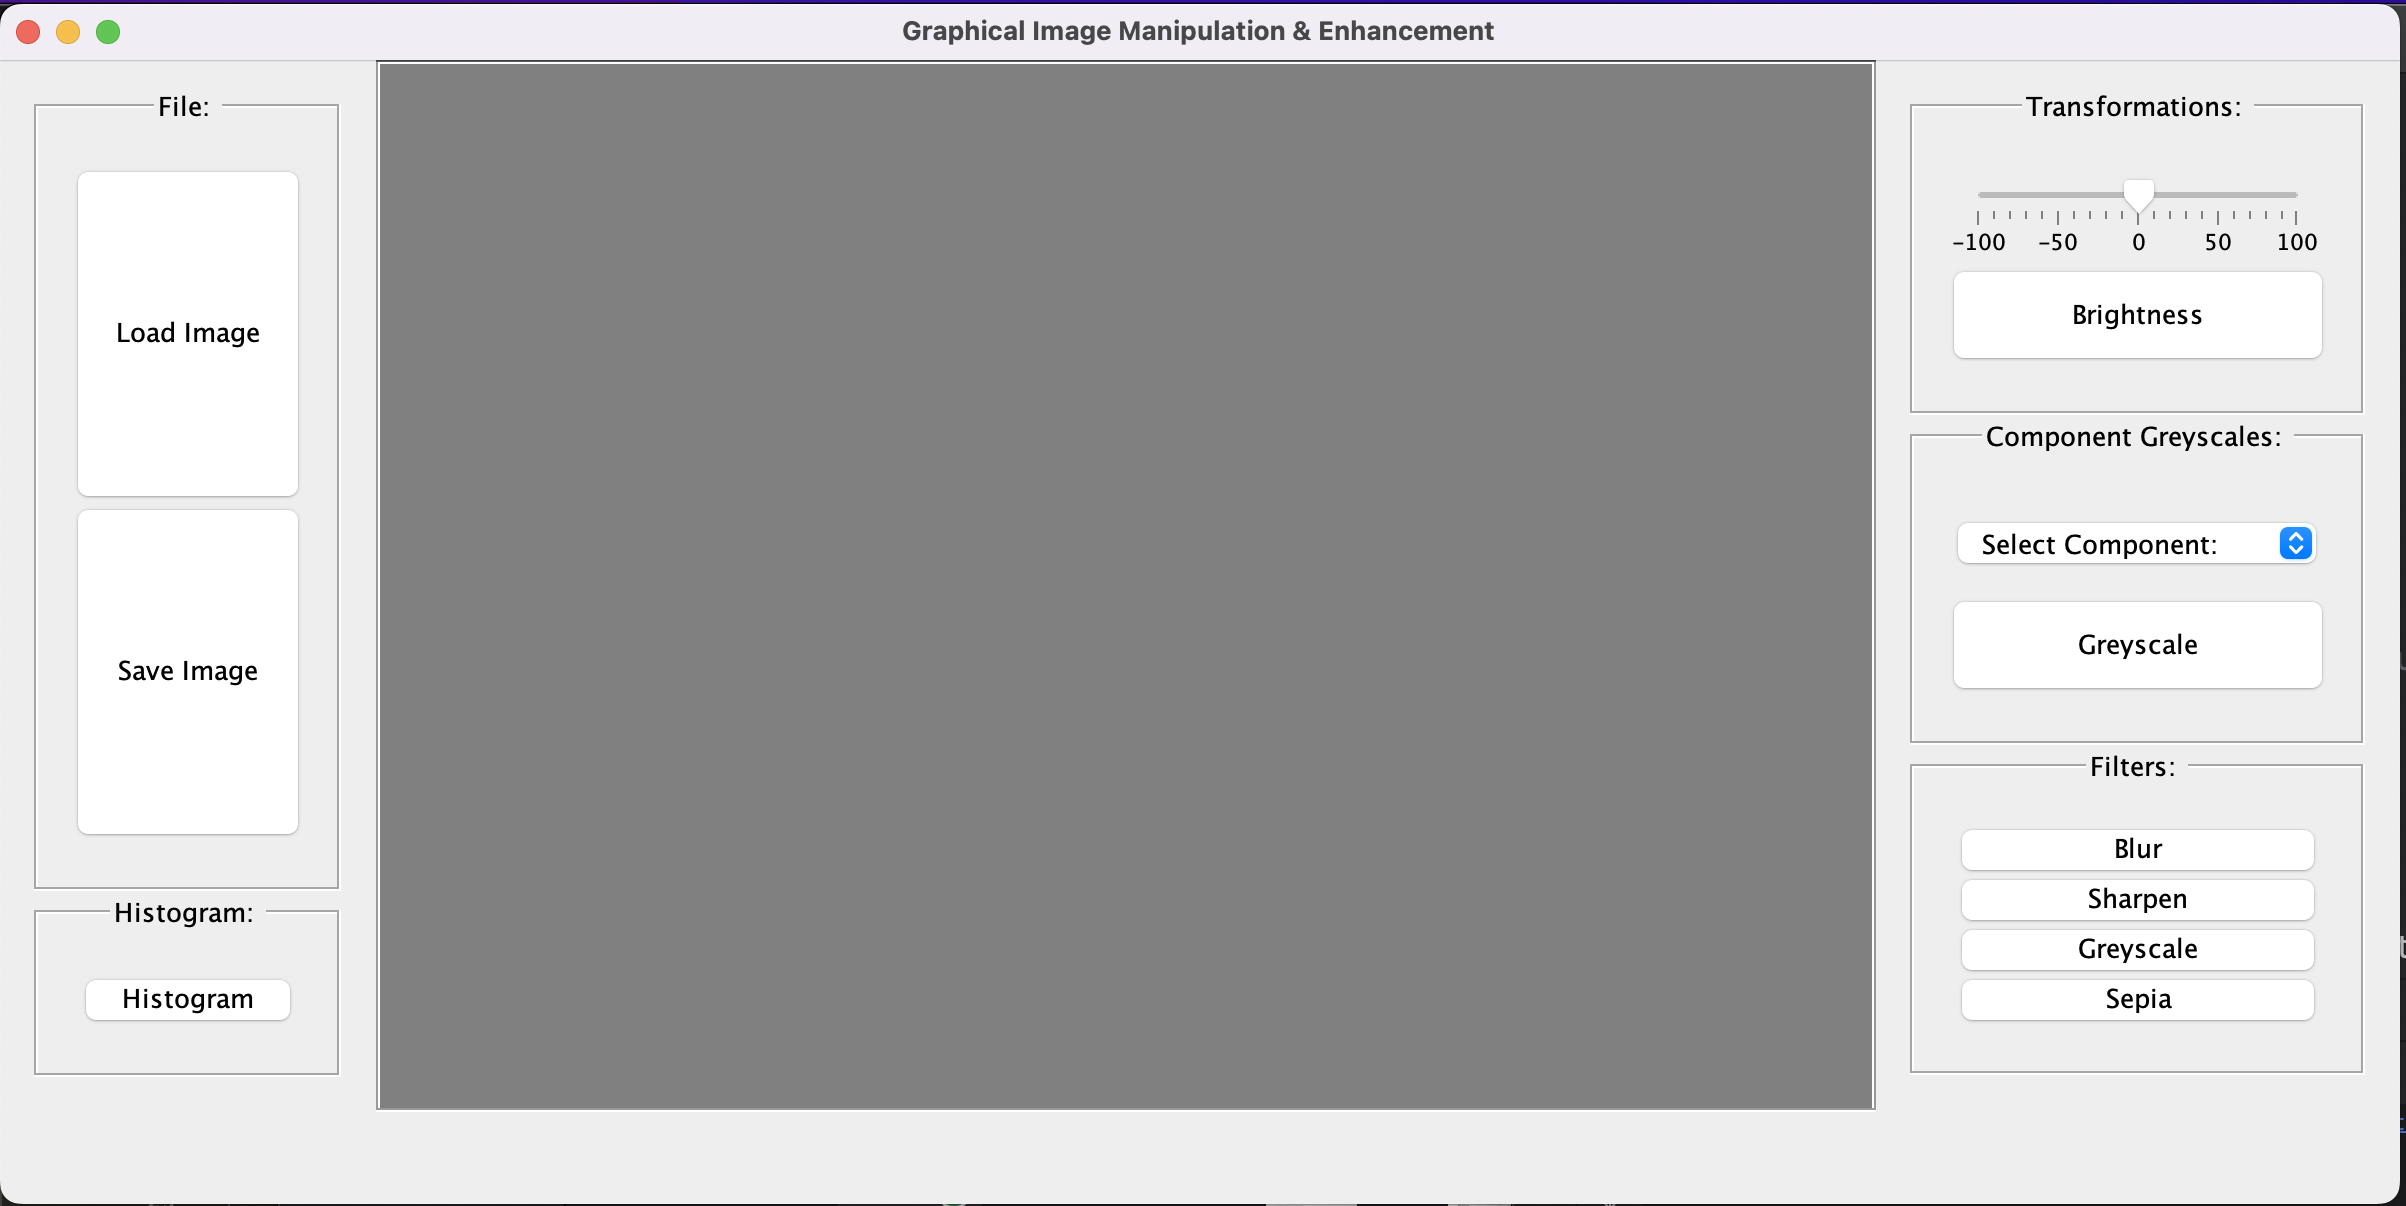 Graphical Image Manipulation & Enhancement
File:
Load Image
Save Image
Histogram:
Histogram
Transformations:
-100 -50 0 50 100
Brightness
Component Greyscales:
Select Component:
Greyscale
Filters:
Blur
Sharpen
Greyscale
Sepia